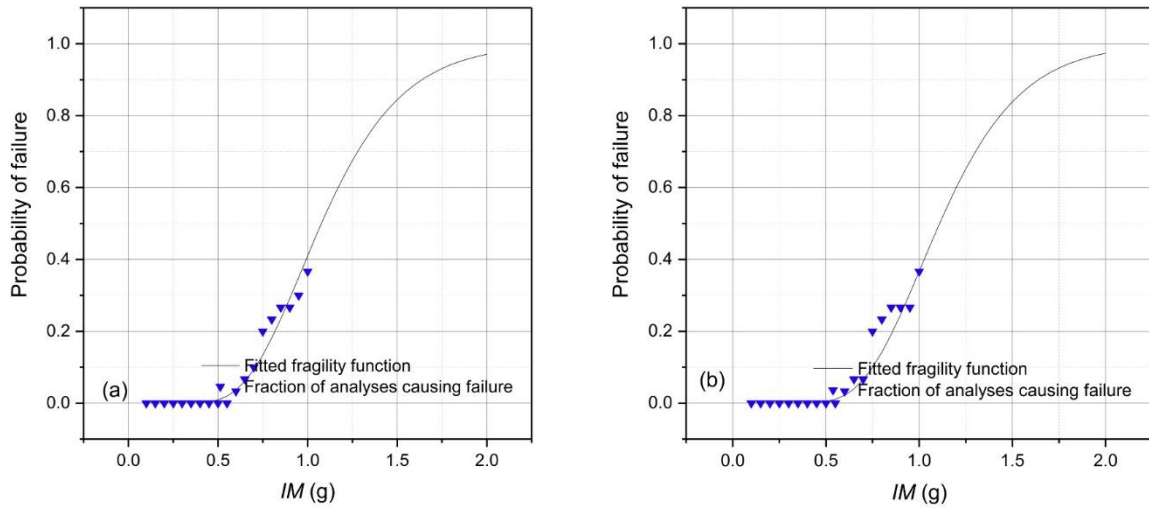 1.0
0.8
0.6
0.4
0.2
0.0
Probability of failure
Fitted fragility function
Fraction of analyses causing failure
(a)
0.0 0.5 1.0 1.5 2.0
IM (g)
1.0
0.8
0.6
0.4
0.2
0.0
Probability of failure
Fitted fragility function
Fraction of analyses causing failure
(b)
0.0 0.5 1.0 1.5 2.0
IM (g)